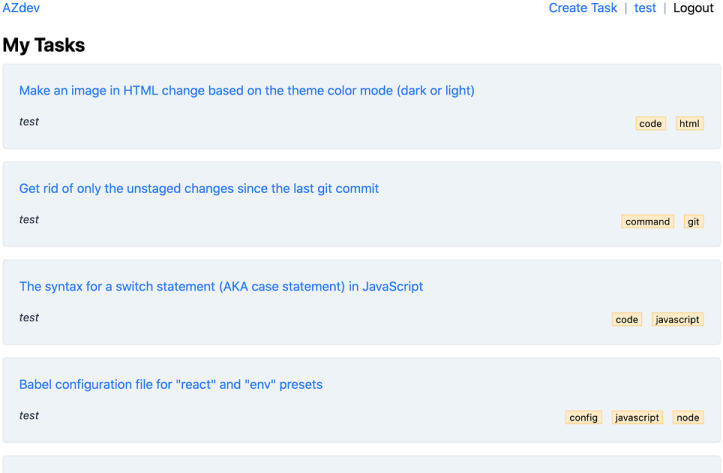 AZdev Create Task | test | Logout
My Tasks
Make an image in HTML change based on the theme color mode (dark or light)
test code html
Get rid of only the unstaged changes since the last git commit
test command git
The syntax for a switch statement (AKA case statement) in JavaScript
test code javascript
Babel configuration file for "react" and "env" presets
test config javascript node